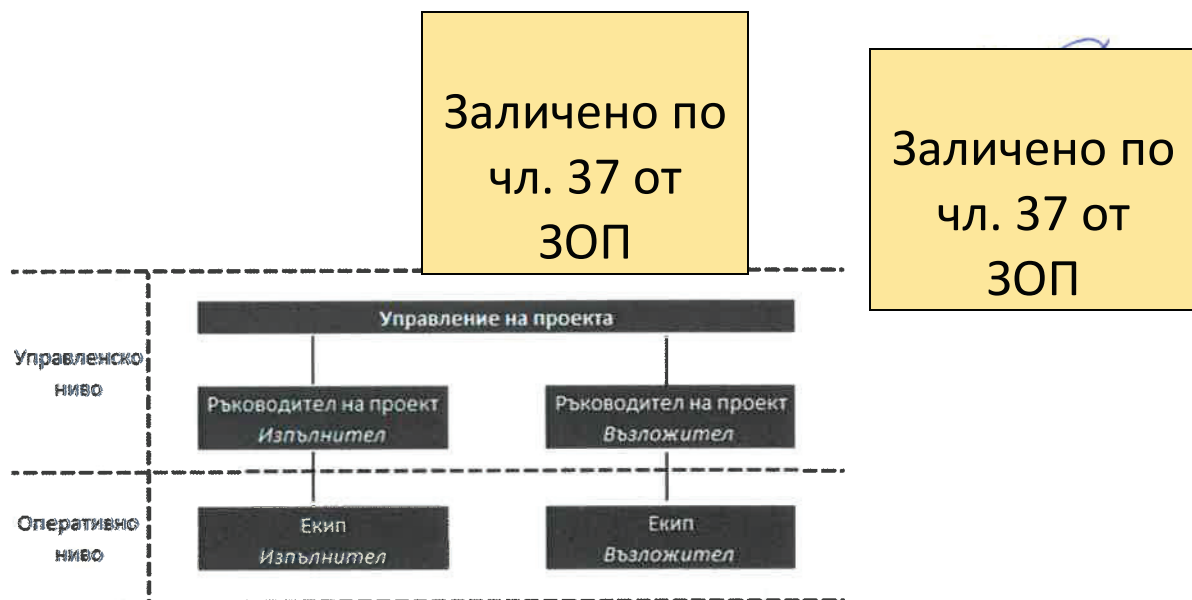 Заличено по
чл. 37 от
ЗОП
Заличено по
чл. 37 от
ЗОП
Управление на проекта
Управленско
ниво
Ръководител на проект
Изпълнител
Ръководител на проект
Възложител
Оперативно
ниво
Екип
Изпълнител
Екип
Възложител